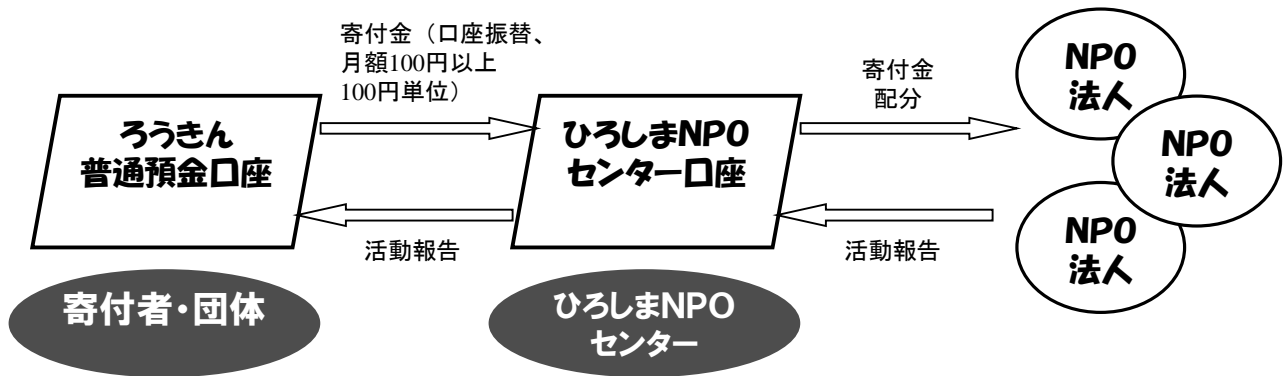 寄付金（口座振替、
月額100円以上
100円単位）
ろうきん
普通預金口座
ひろしまNPO
センター口座
寄付金
配分
NPO
法人
NPO
法人
NPO
法人
活動報告
活動報告
寄付者・団体
ひろしまNPO
センター